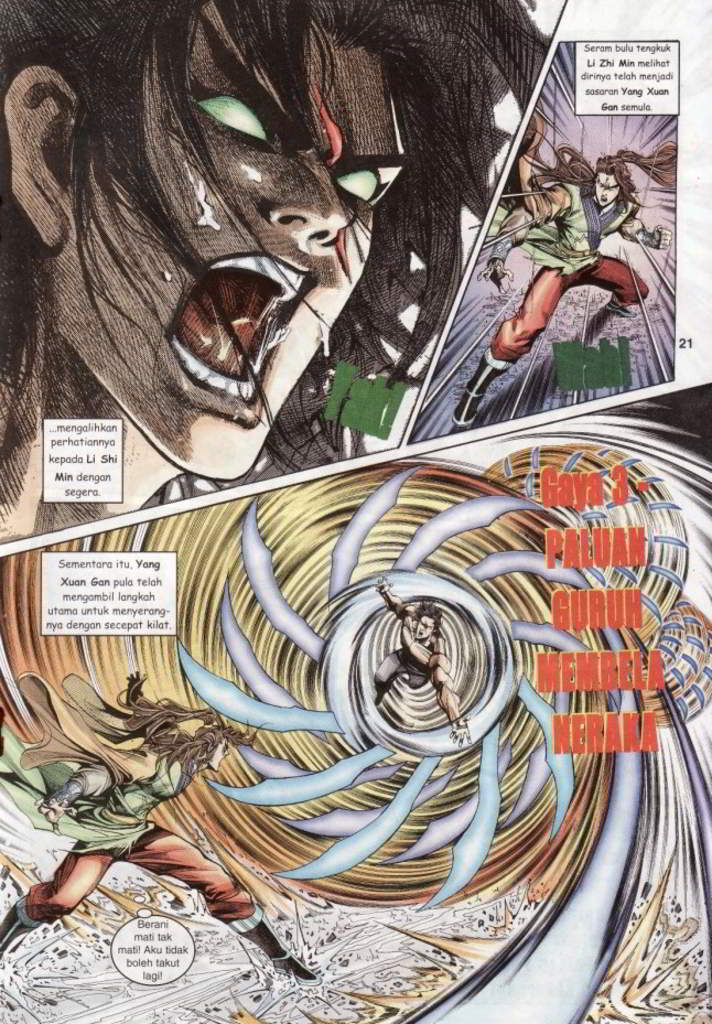 Seram bulu tengkuk
Li Zhi Min melihat
dirinya telah menjadi
sasaran Yang Xuan
Gan semula.
21
...mengalihkan
perhatiannya
kepada Li Shi
Min dengan
segera.
Gaya 3 -
PALUAN
GURUH
MEMBELA
NERAKA
Sementara itu, Yang
Xuan Gan pula telah
mengambil langkah
utama untuk menyerang-
nya dengan secepat kilat.
Berani
mati tak
mati! Aku tidak
boleh takut
lagi!